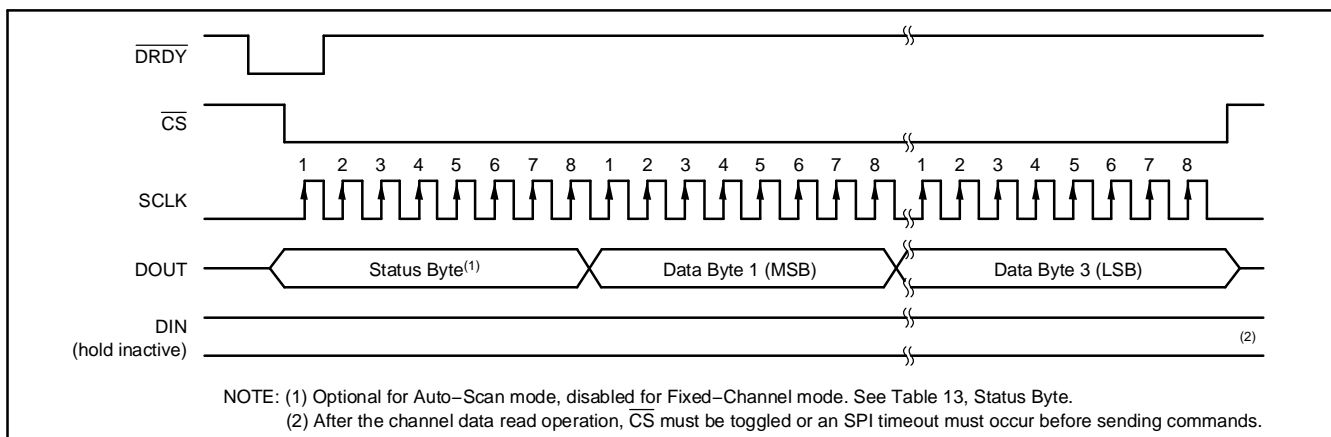 DRDY
CS
1 2 3 4 5 6 7 8 1 2 3 4 5 6 7 8 1 2 3 4 5 6 7 8
SCLK
DOUT Status Byte(1) Data Byte 1 (MSB) Data Byte 3 (LSB)
DIN
(hold inactive) (2)
NOTE: (1) Optional for Auto−Scan mode, disabled for Fixed−Channel mode. See Table 13, Status Byte.
(2) After the channel data read operation, CS must be toggled or an SPI timeout must occur before sending commands.